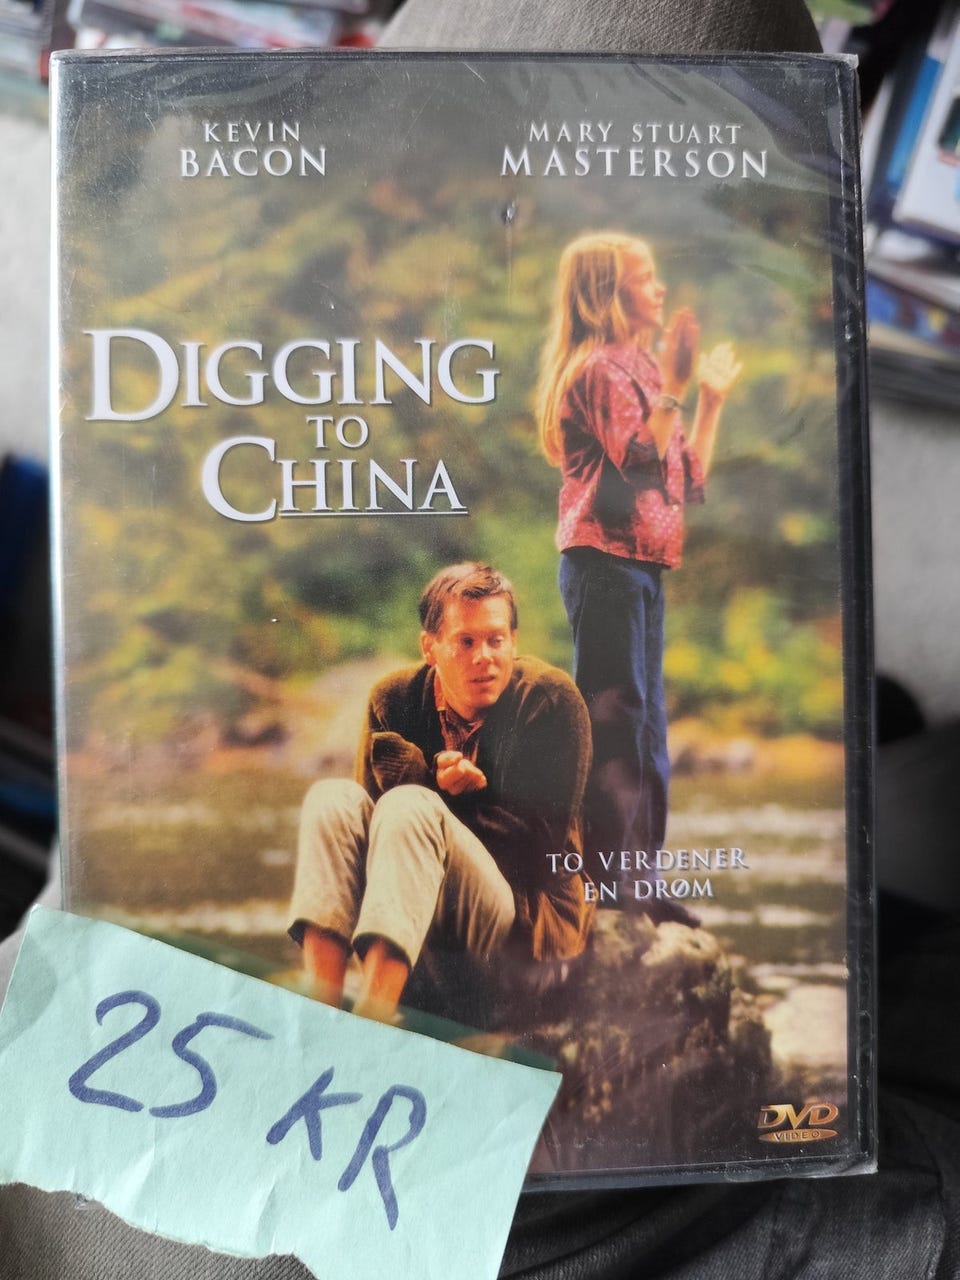 KEVIN
BACON
MARY STUART
MASTERSON
DIGGING
TO
CHINA
TO VERDENER
EN DRØM
25 KR
DVD
VIDEO